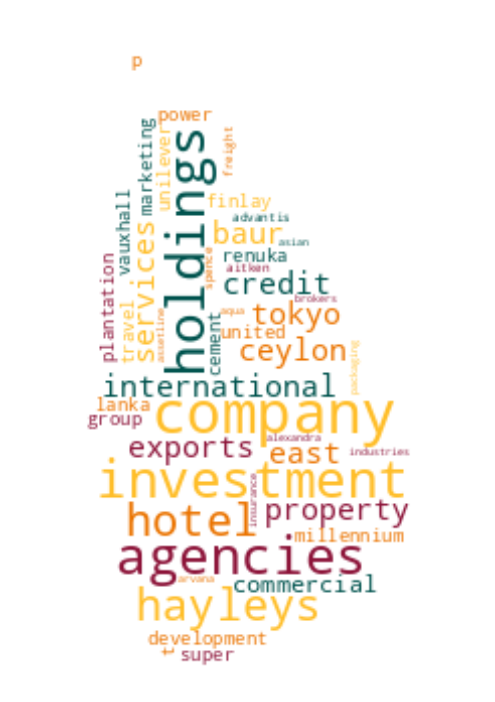 p
power
marketing
unilever
freight
holdings
vauxhall
finlay
advantis
services
baur
asian
plantation
renuka
spence
aitken
credit
brokers
travel
assetline
aqua
tokyo
cement
united
ceylon
packaging
international
lanka
company
group
alexandra
exports
east
industries
investment
insurance
hotel
property
millennium
agencies
arvana
commercial
hayleys
development
t
super